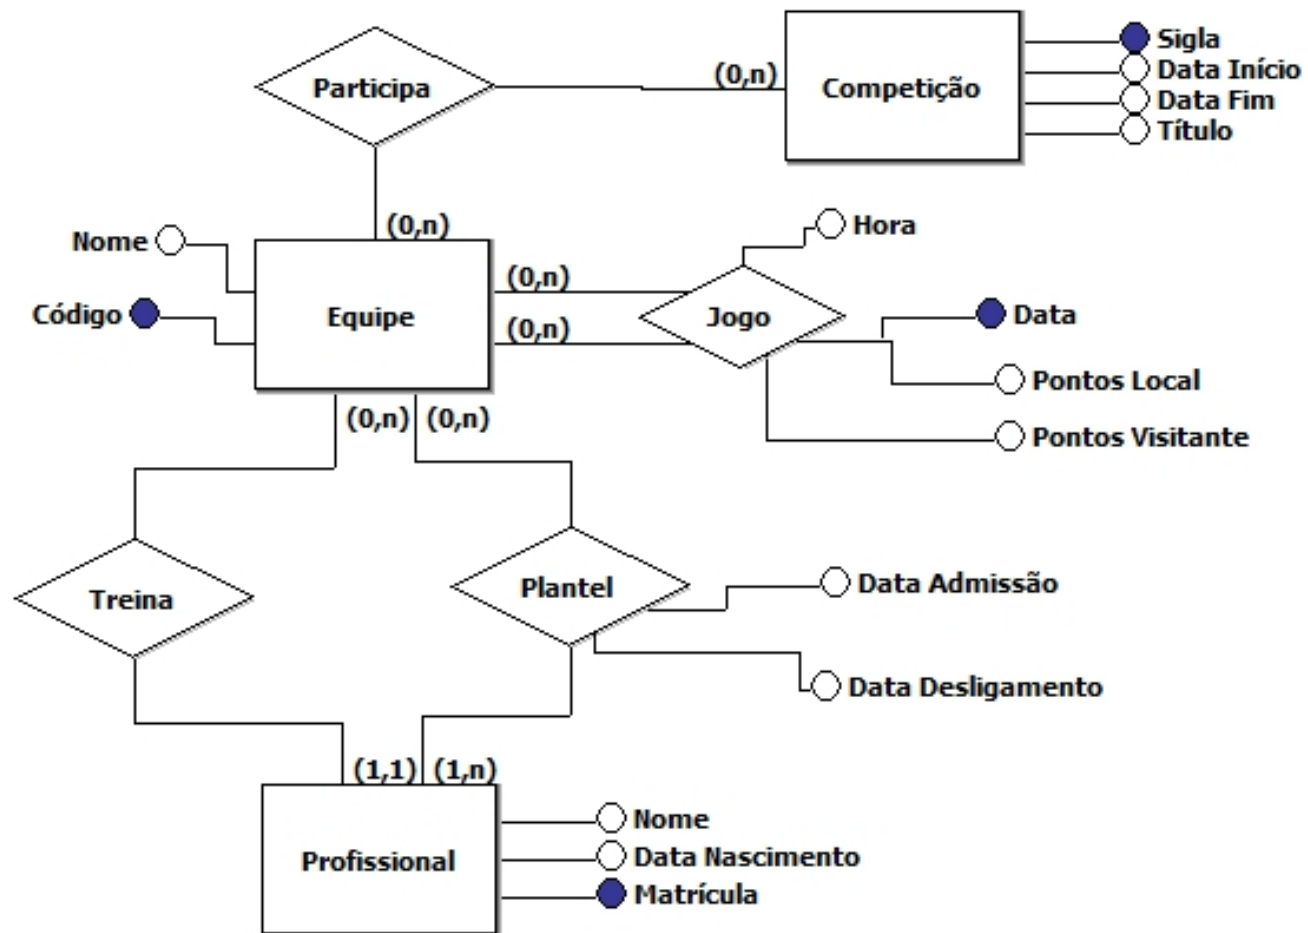 Participa
(0,n)
Competição
Sigla
Data Início
Data Fim
Título
(0,n)
Nome
Código
Equipe
(0,n)
(0,n)
Jogo
Hora
Data
Pontos Local
Pontos Visitante
(0,n)
(0,n)
Treina
Plantel
Data Admissão
Data Desligamento
(1,1)
(1,n)
Profissional
Nome
Data Nascimento
Matrícula